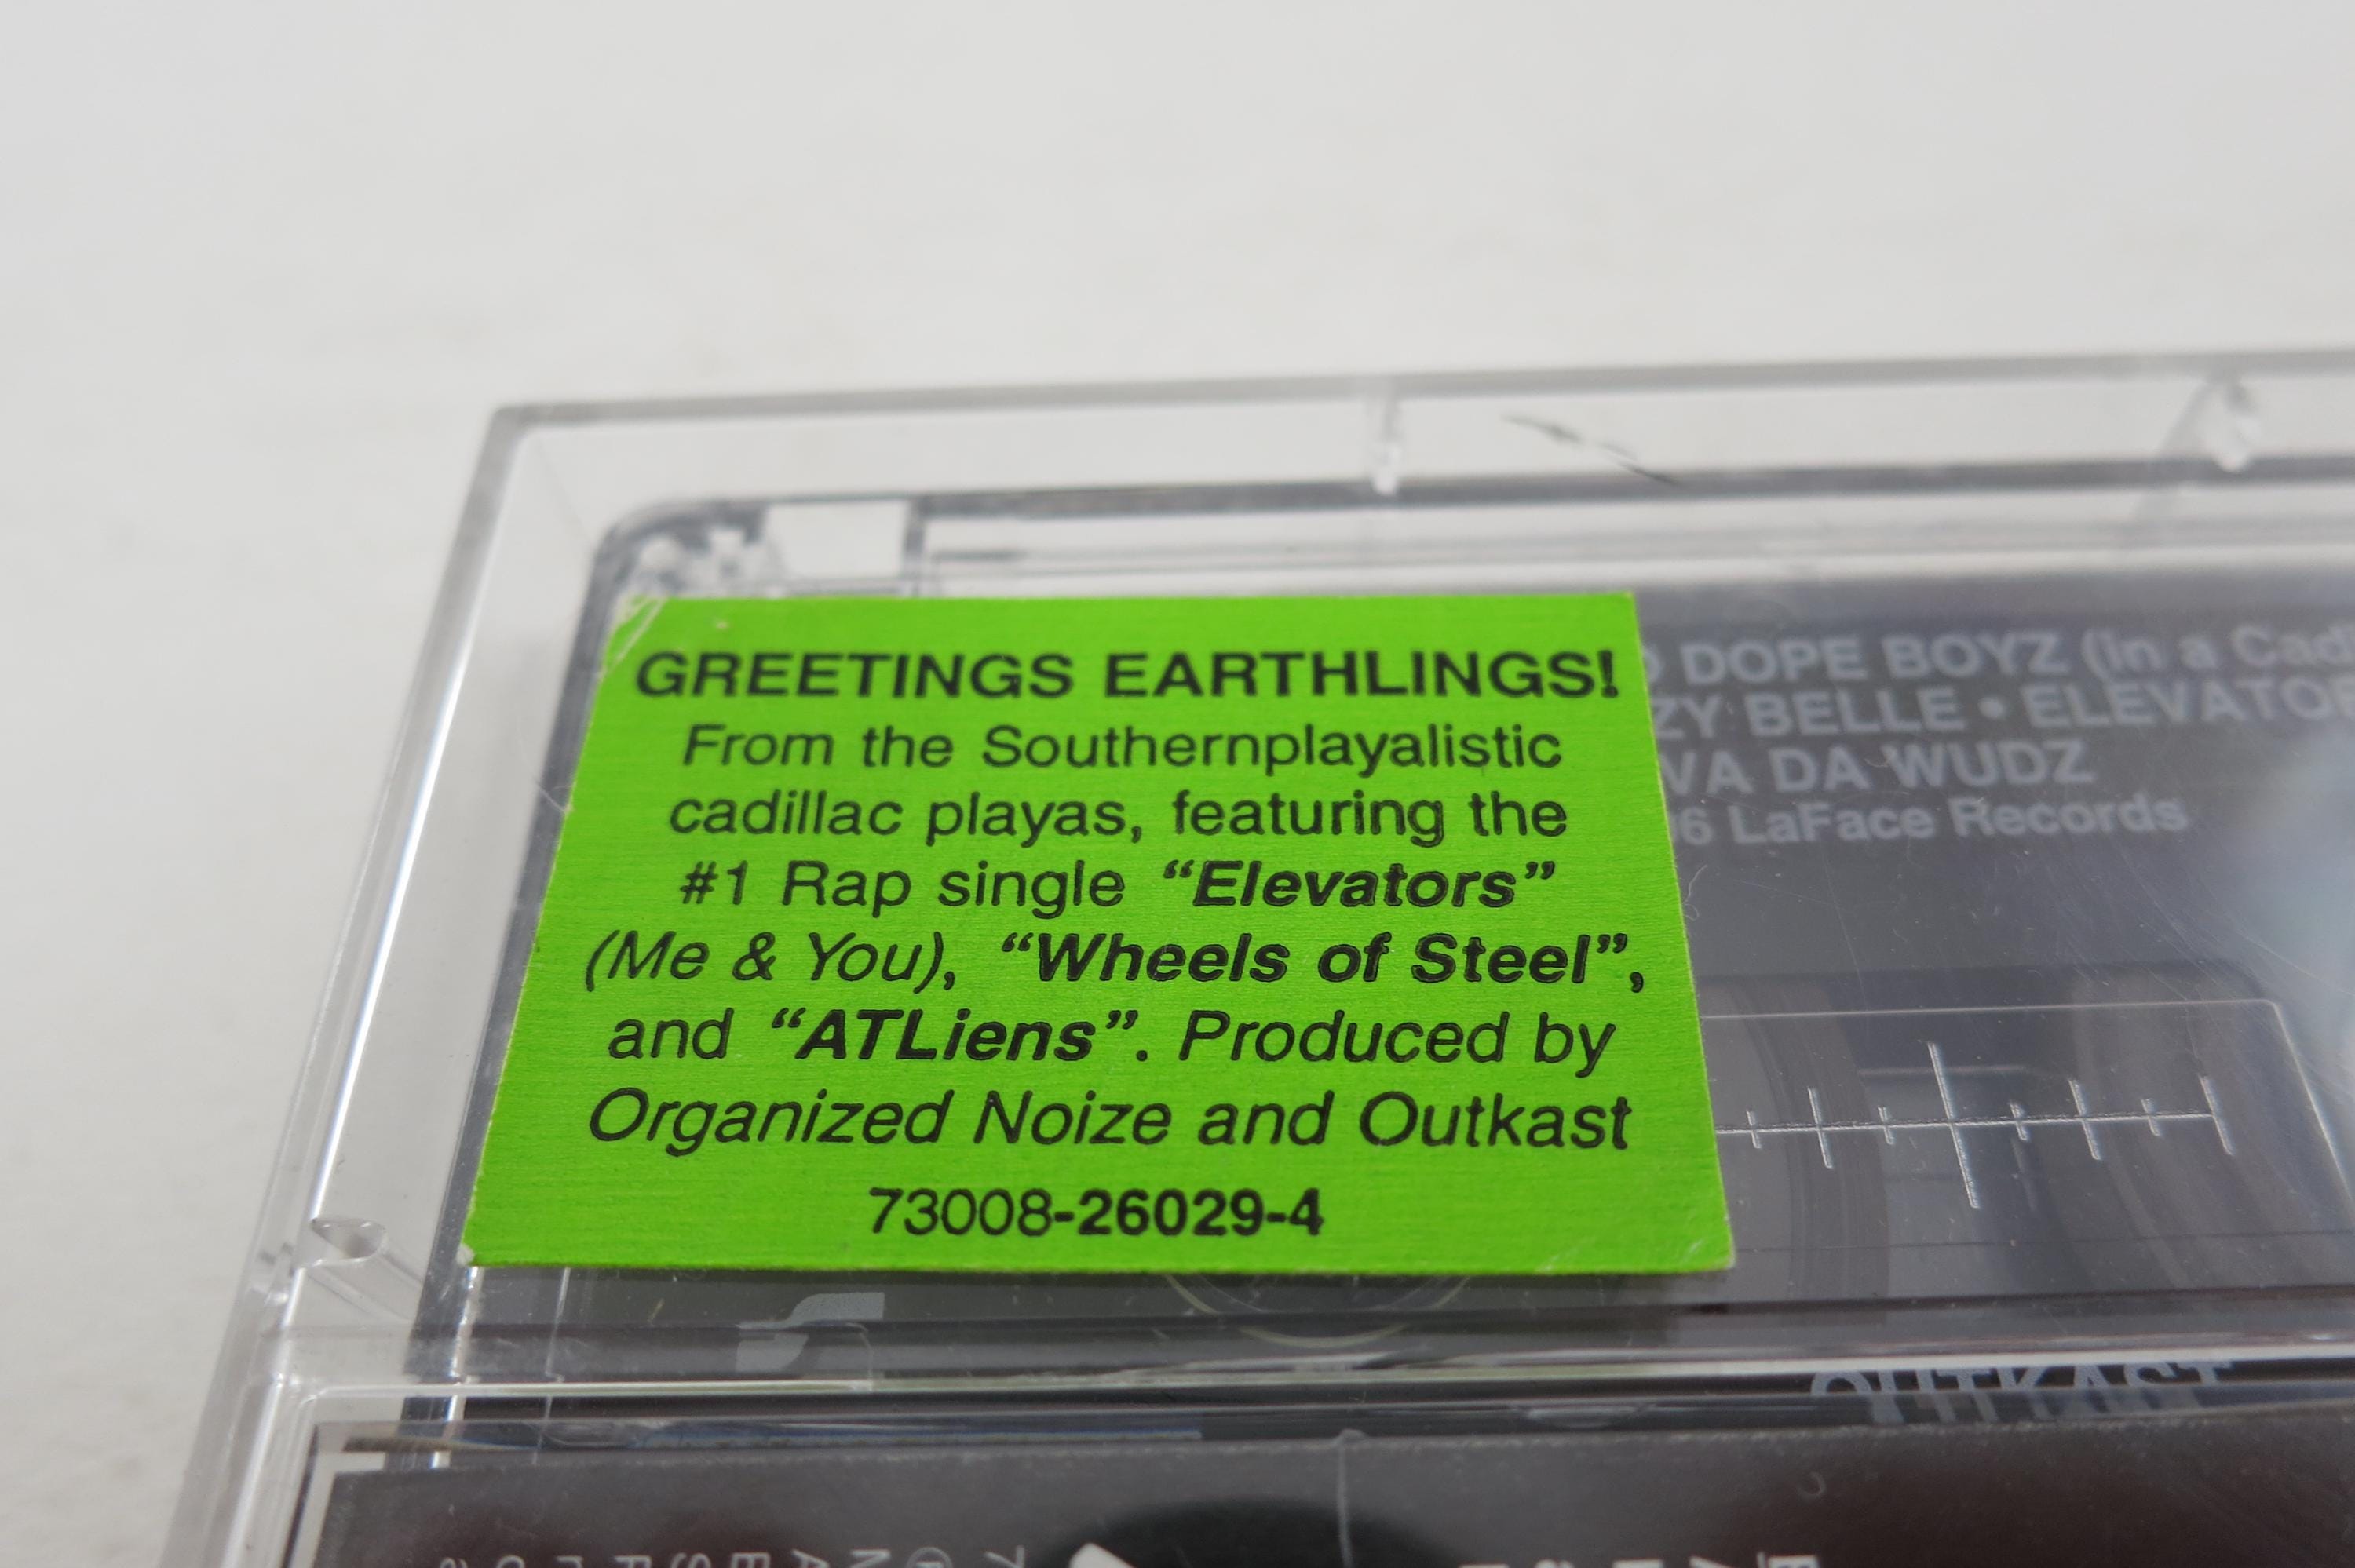 GREETINGS EARTHLINGS!
From the Southernplayalistic
cadillac playas, featuring the
#1 Rap single “Elevators”
(Me & You), “Wheels of Steel”,
and “ATLiens”. Produced by
Organized Noize and Outkast
73008-26029-4
DOPE BOYZ (in a
BELLE •
DA WUDZ
LaFace Records
OUTKAST